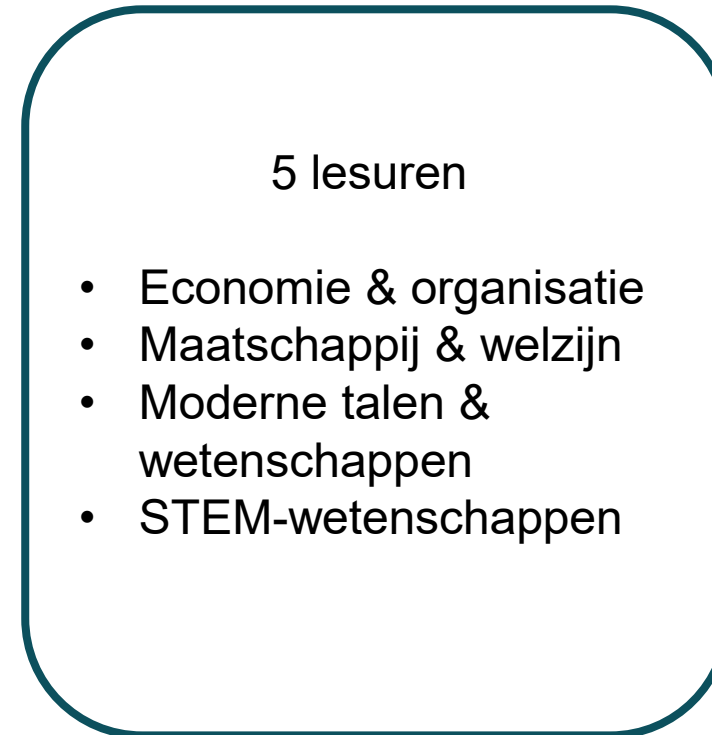 5 lesuren
• Economie & organisatie
• Maatschappij & welzijn
• Moderne talen &
wetenschappen
• STEM-wetenschappen